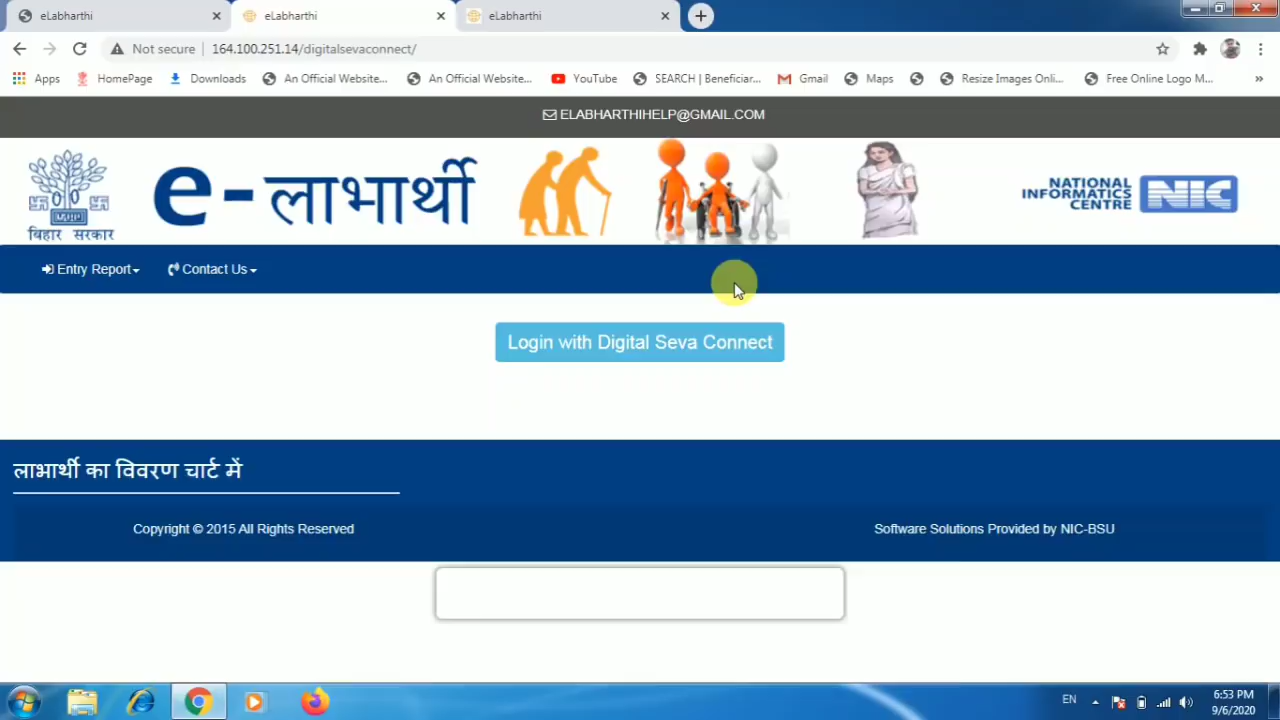 eLabharthi
eLabharthi
eLabharthi
Not secure
164.100.251.14/digitalsevaconnect/
Apps
HomePage
Downloads
An Official Website...
An Official Website...
YouTube
SEARCH | Beneficiar...
Gmail
Maps
Resize Images Onli...
Free Online Logo M...
»
ELABHARTHIHELP@GMAIL.COM
बिहार सरकार
e-लाभार्थी
NATIONAL
INFORMATICS
CENTRE
NIC
Entry Report
Contact Us
Login with Digital Seva Connect
लाभार्थी का विवरण चार्ट में
Copyright © 2015 All Rights Reserved
Software Solutions Provided by NIC-BSU
EN
6:53 PM
9/6/2020